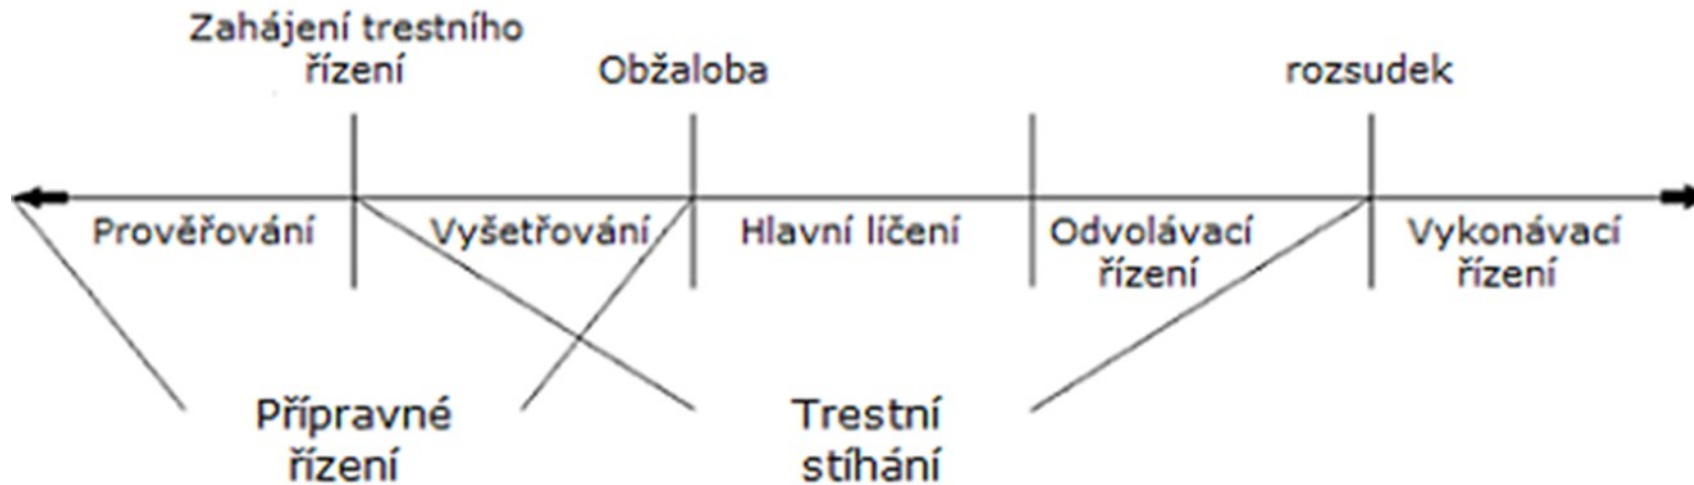 Zahájení trestního
řízení
Obžaloba
rozsudek
Prověřování
Vyšetřování
Hlavní líčení
Odvolávací
řízení
Vykonávací
řízení
Přípravné
řízení
Trestní
stíhání